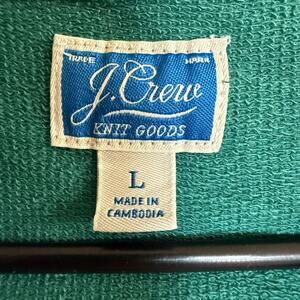 TRADE MARK
J.Crew
KNIT GOODS
L
MADE IN
CAMBODIA